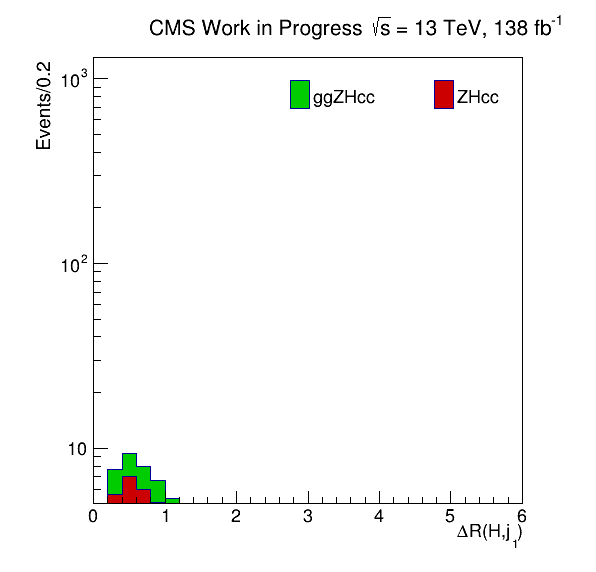 CMS Work in Progress √s = 13 TeV, 138 fb⁻¹
Events/0.2
10³
ggZHcc ZHcc
10²
10
0 1 2 3 4 5 6
ΔR(H,j₁)